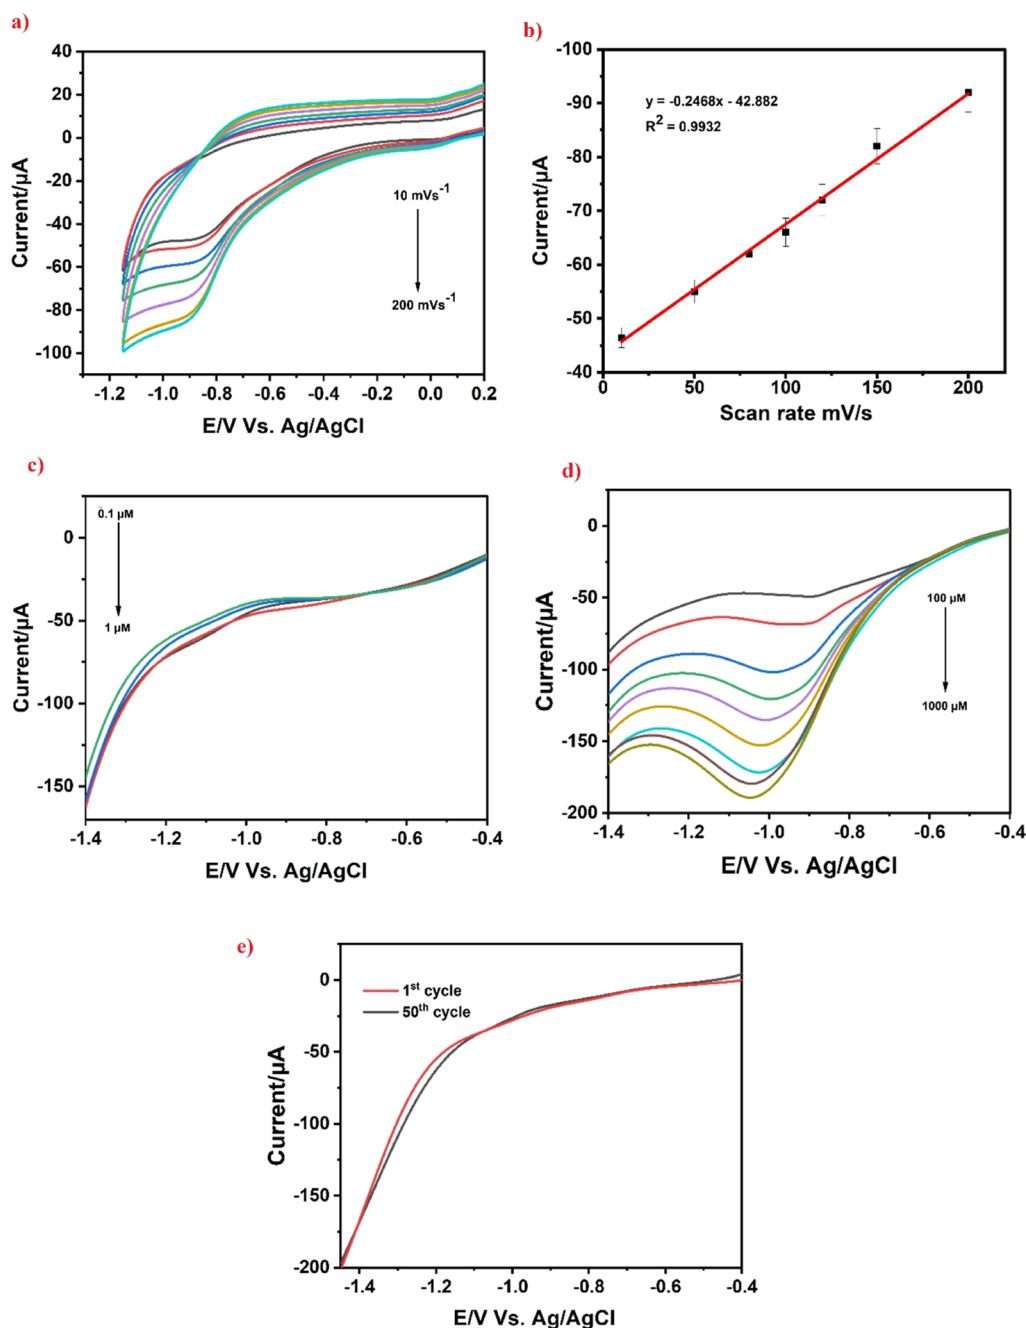 a)
40
20
0
-20
-40
-60
-80
-100
Current/µA
10 mVs-1
200 mVs-1
-1.2 -1.0 -0.8 -0.6 -0.4 -0.2 0.0 0.2
E/V Vs. Ag/AgCl
b)
-100
-90
-80
-70
-60
-50
-40
Current/µA
y = -0.2468x - 42.882
R2 = 0.9932
0 50 100 150 200
Scan rate mV/s
c)
0
-50
-100
-150
Current/µA
0.1 µM
1 µM
-1.4 -1.2 -1.0 -0.8 -0.6 -0.4
E/V Vs. Ag/AgCl
d)
0
-50
-100
-150
-200
Current/µA
100 µM
1000 µM
-1.4 -1.2 -1.0 -0.8 -0.6 -0.4
E/V Vs. Ag/AgCl
e)
0
-50
-100
-150
-200
Current/µA
1st cycle
50th cycle
-1.4 -1.2 -1.0 -0.8 -0.6 -0.4
E/V Vs. Ag/AgCl